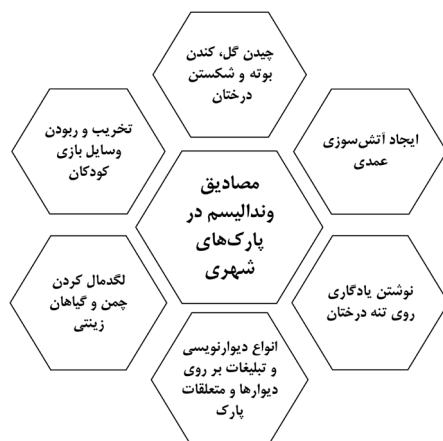 مصادیق
وندالیسم در
پارک‌های
شهری
چیدن گل، کندن
بوته و شکستن
درختان
ایجاد آتش‌سوزی
عمدی
نوشتن یادگاری
روی تنه درختان
انواع دیوارنویسی
و تبلیغات بر روی
دیوارها و متعلقات
پارک
لگدمال کردن
چمن و گیاهان
زینتی
تخریب و ربودن
وسایل بازی
کودکان